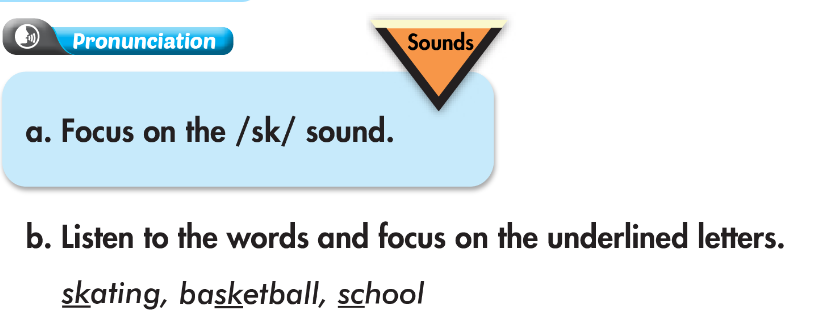 Pronunciation
Sounds
a. Focus on the /sk/ sound.
b. Listen to the words and focus on the underlined letters.
skating, basketball, school